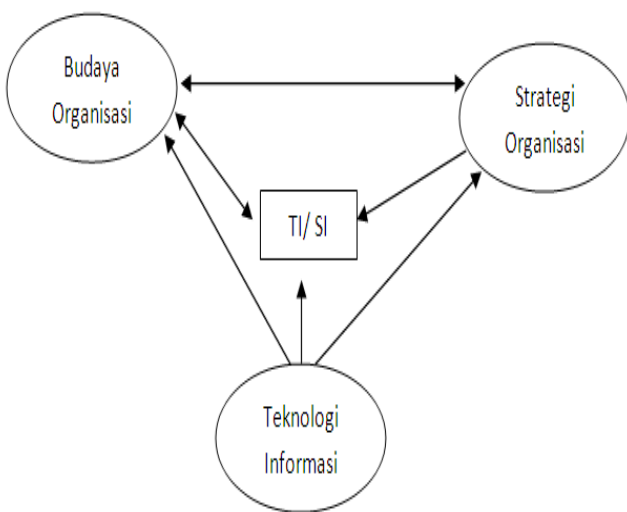 Budaya
Organisasi
Strategi
Organisasi
TI/ SI
Teknologi
Informasi